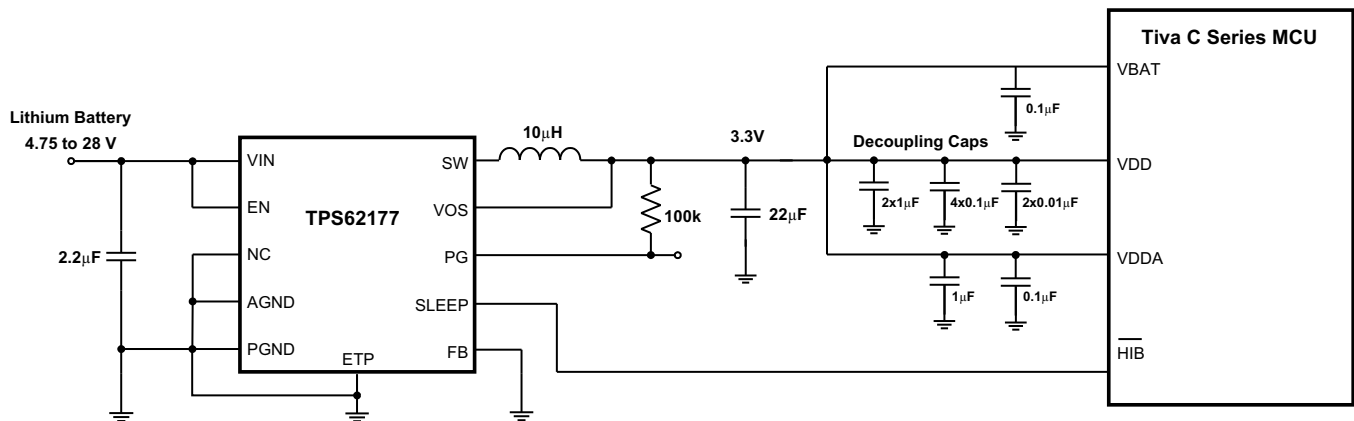 Tiva C Series MCU
VBAT
0.1μF
Lithium Battery
4.75 to 28 V
10μH
3.3V
Decoupling Caps
VIN
SW
VDD
EN
TPS62177
VOS
100k
22μF
2x1μF
4x0.1μF
2x0.01μF
2.2μF
NC
PG
VDDA
AGND
SLEEP
1μF
0.1μF
PGND
ETP
FB
HIB